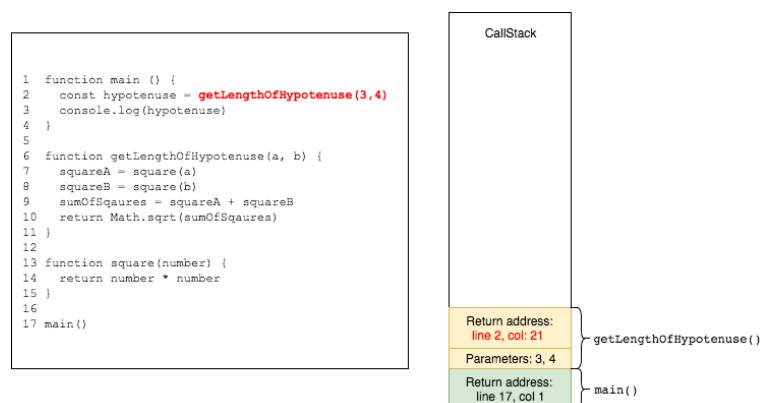 CallStack
1 function main () {
2 const hypotenuse = getLengthOfHypotenuse(3,4)
3 console.log(hypotenuse)
4 }
5
6 function getLengthOfHypotenuse(a, b) {
7 squareA = square(a)
8 squareB = square(b)
9 sumOfSqaures = squareA + squareB
10 return Math.sqrt(sumOfSqaures)
11 }
12
13 function square(number) {
14 return number * number
15 }
16
17 main()
Return address:
line 2, col: 21
getLengthOfHypotenuse()
Parameters: 3, 4
Return address:
line 17, col 1
main()